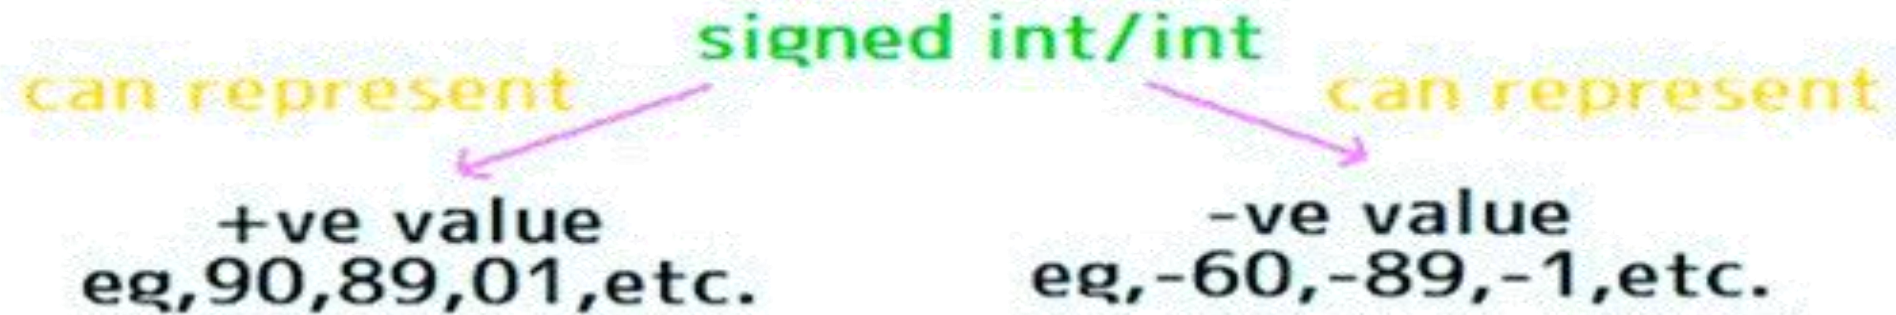 signed int/int
can represent
can represent
+ve value
eg,90,89,01,etc.
-ve value
eg,-60,-89,-1,etc.